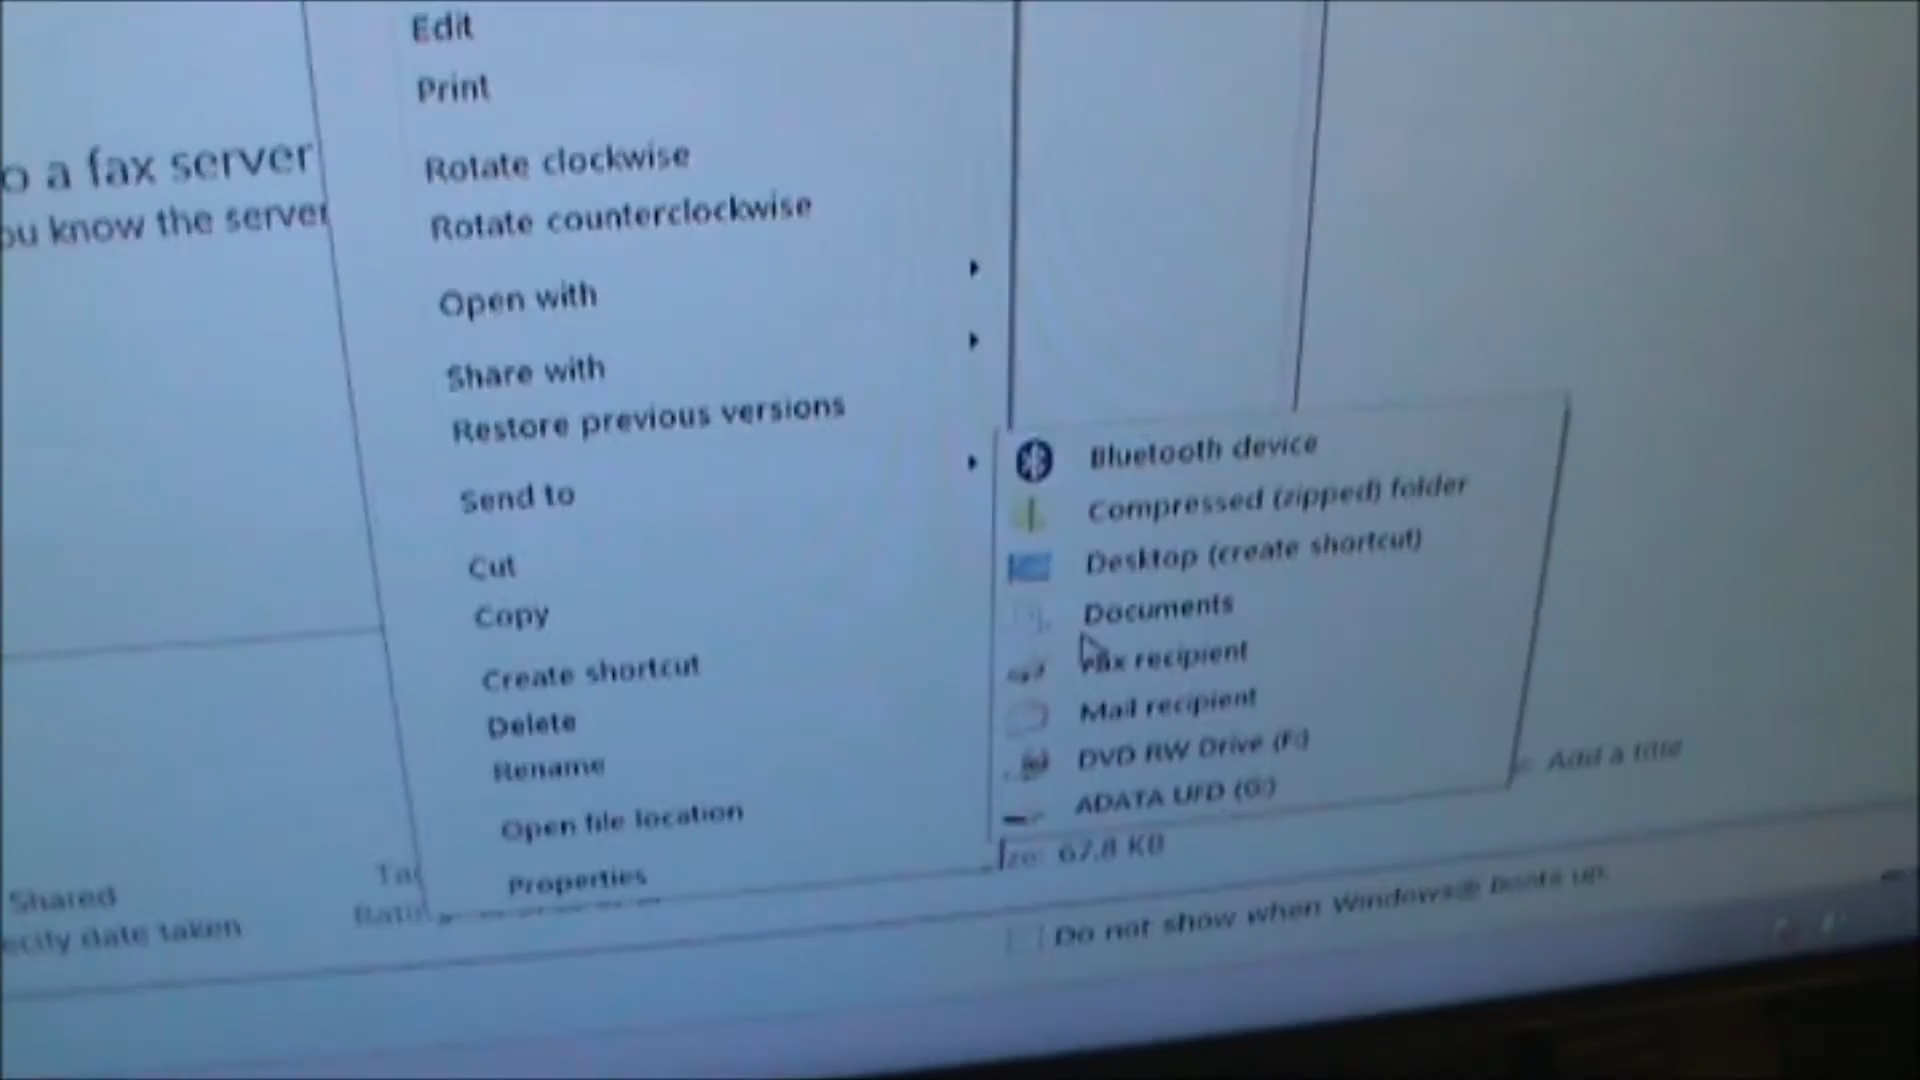 Edit
Print
o a fax server
Rotate clockwise
ou know the server
Rotate counterclockwise
Open with
Share with
Restore previous versions
Send to
Cut
Copy
Create shortcut
Delete
Rename
Open file location
Properties
Bluetooth device
Compressed (zipped) folder
Desktop (create shortcut)
Documents
Fax recipient
Mail recipient
DVD RW Drive (F:)
ADATA UFD (G:)
Add a title
ze: 67.8 KB
Shared
Ta
ecify date taken
Ratin
Do not show when Windows® boots up.